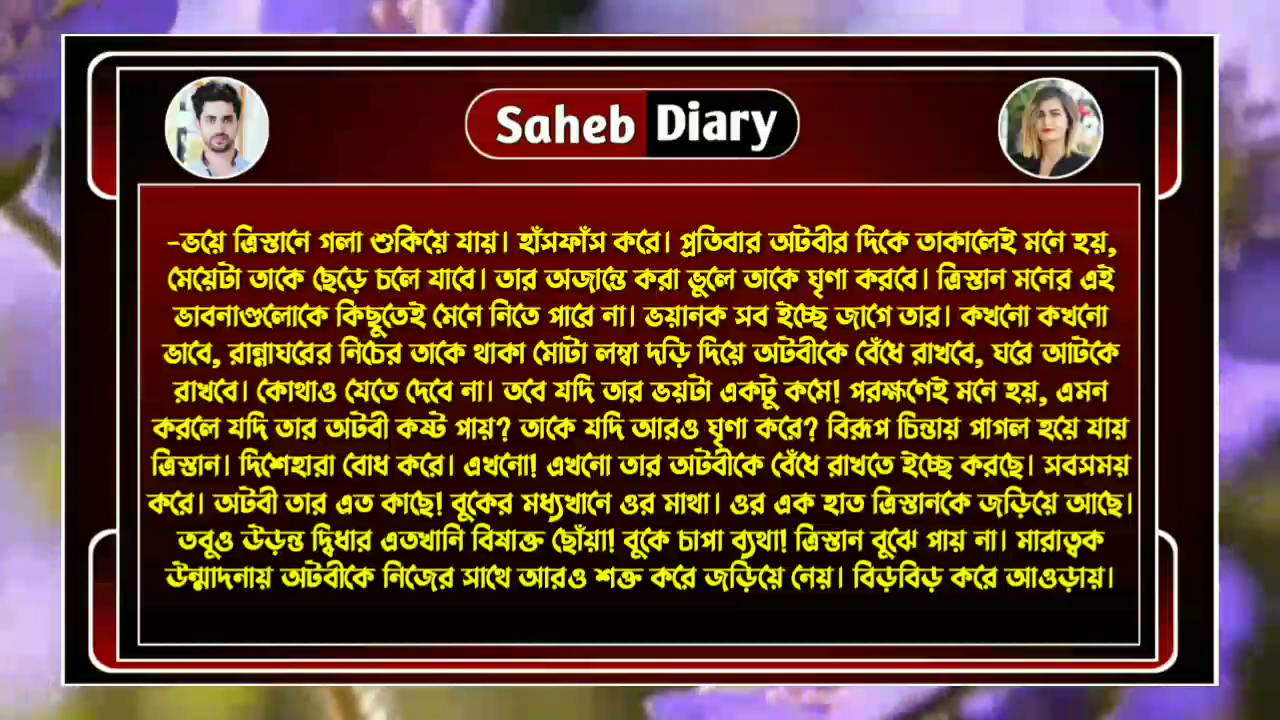 Saheb Diary
-ভয়ে ত্রিস্তানে গলা শুকিয়ে যায়। হাঁসফাঁস করে। প্রতিবার অটবীর দিকে তাকালেই মনে হয়,
মেয়েটা তাকে ছেড়ে চলে যাবে। তার অজান্তে করা ভুলে তাকে ঘৃণা করবে। ত্রিস্তান মনের এই
ভাবনাগুলোকে কিছুতেই মেনে নিতে পারে না। ভয়ানক সব ইচ্ছে জাগে তার। কখনো কখনো
ভাবে, রান্নাঘরের নিচের তাকে থাকা মোটা লম্বা দড়ি দিয়ে অটবীকে বেঁধে রাখবে, ঘরে আটকে
রাখবে। কোথাও যেতে দেবে না। তবে যদি তার ভয়টা একটু কমে! পরক্ষণেই মনে হয়, এমন
করলে যদি তার অটবী কষ্ট পায়? তাকে যদি আরও ঘৃণা করে? বিরূপ চিন্তায় পাগল হয়ে যায়
ত্রিস্তান। দিশেহারা বোধ করে। এখনো! এখনো তার অটবীকে বেঁধে রাখতে ইচ্ছে করছে। সবসময়
করে। অটবী তার এত কাছে! বুকের মধ্যখানে ওর মাথা। ওর এক হাত ত্রিস্তানকে জড়িয়ে আছে।
তবুও উড়ন্ত দ্বিধার এতখানি বিষাক্ত ছোঁয়া! বুকে চাপা ব্যথা! ত্রিস্তান বুঝে পায় না। মারাত্বক
উন্মাদনায় অটবীকে নিজের সাথে আরও শক্ত করে জড়িয়ে নেয়। বিড়বিড় করে আওড়ায়।